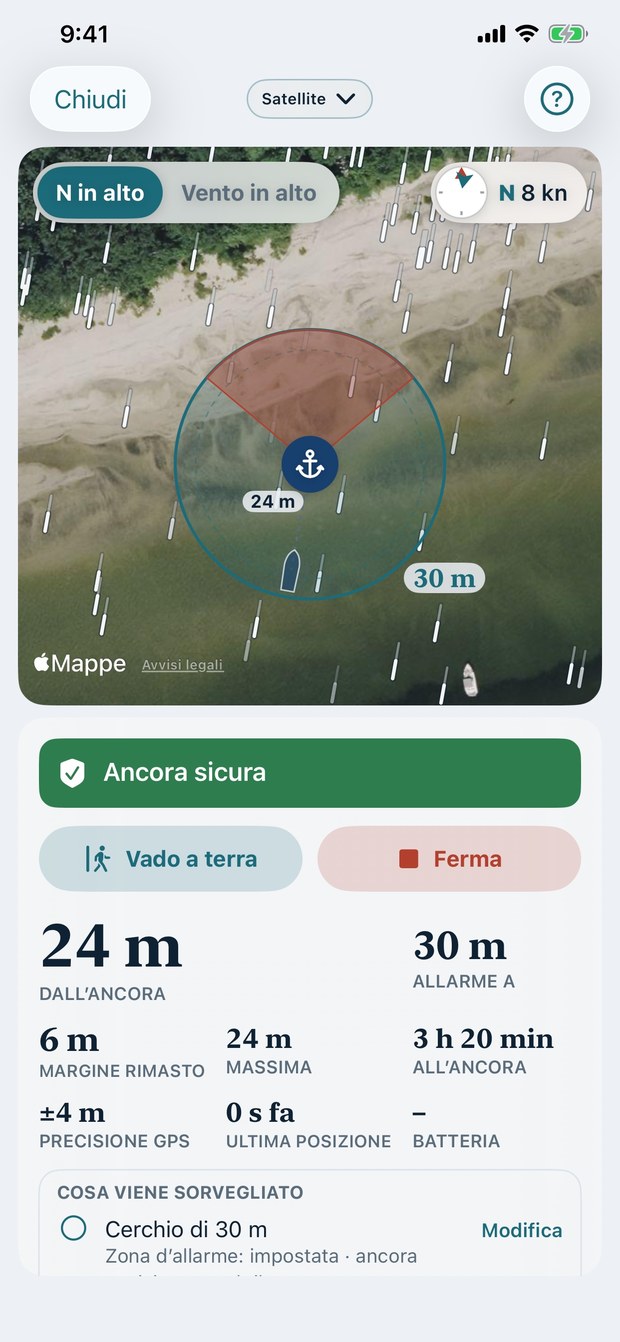 9:41
Chiudi
Satellite
?
N in alto
Vento in alto
N 8 kn
24 m
30 m
Mappe
Avvisi legali
Ancora sicura
Vado a terra
Ferma
24 m
DALL'ANCORA
30 m
ALLARME A
6 m
MARGINE RIMASTO
24 m
MASSIMA
3 h 20 min
ALL'ANCORA
±4 m
PRECISIONE GPS
0 s fa
ULTIMA POSIZIONE
–
BATTERIA
COSA VIENE SORVEGLIATO
Cerchio di 30 m
Modifica
Zona d'allarme: impostata · ancora